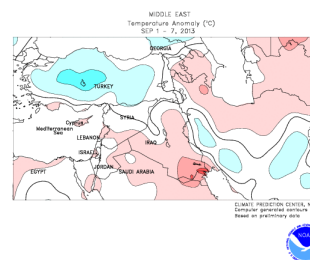 MIDDLE EAST
Temperature Anomaly (°C)
SEP 1 - 7, 2013
GEORGIA
TURKEY
Cyprus
SYRIA
Mediterranean
Sea
LEBANON
IRAQ
ISRAEL
JORDAN
EGYPT
SAUDI ARABIA
CLIMATE PREDICTION CENTER, N
Computer generated contours
Based on preliminary data
NOAA